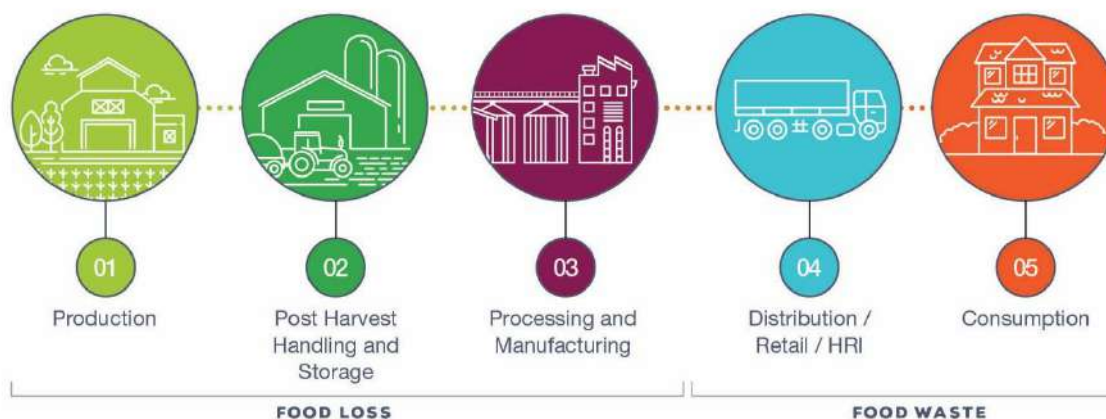 01
Production
02
Post Harvest
Handling and
Storage
03
Processing and
Manufacturing
04
Distribution /
Retail / HRI
05
Consumption
FOOD LOSS
FOOD WASTE